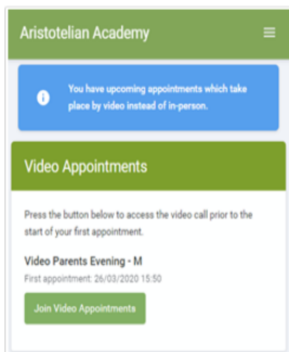 Aristotelian Academy
You have upcoming appointments which take
place by video instead of in-person.
Video Appointments
Press the button below to access the video call prior to the
start of your first appointment.
Video Parents Evening - M
First appointment: 26/03/2020 15:50
Join Video Appointments